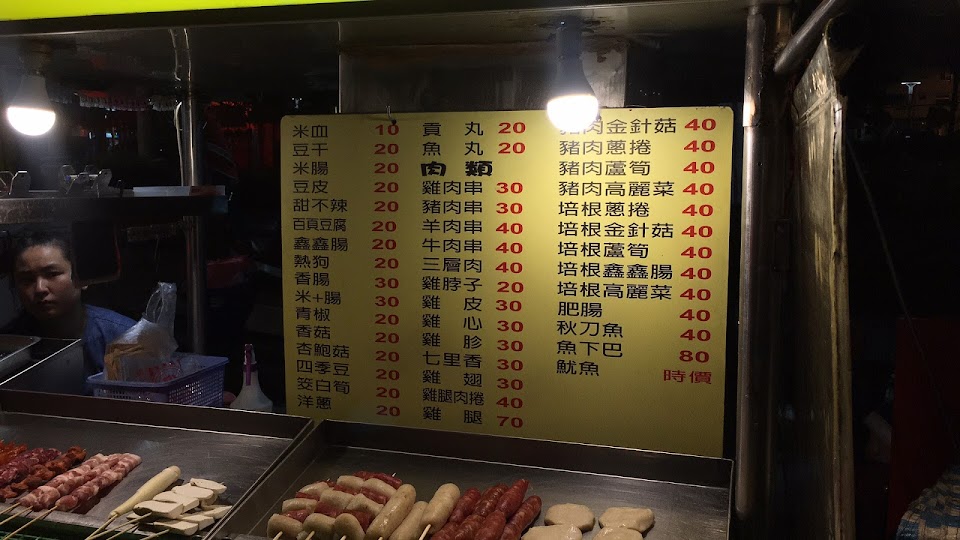 米血 10
豆干 20
米腸 20
豆皮 20
甜不辣 20
百頁豆腐 20
鑫鑫腸 20
熱狗 20
香腸 30
米+腸 30
青椒 20
香菇 20
杏鮑菇 20
四季豆 20
筊白筍 20
洋蔥 20
貢丸 20
魚丸 20
肉類
雞肉串 30
豬肉串 30
羊肉串 40
牛肉串 40
三層肉 40
雞脖子 20
雞皮 30
雞心 30
雞胗 30
七里香 30
雞翅 30
雞腿肉捲 40
雞腿 70
豬肉金針菇 40
豬肉蔥捲 40
豬肉蘆筍 40
豬肉高麗菜 40
培根蔥捲 40
培根金針菇 40
培根蘆筍 40
培根鑫鑫腸 40
培根高麗菜 40
肥腸 40
秋刀魚 40
魚下巴 80
魷魚 時價